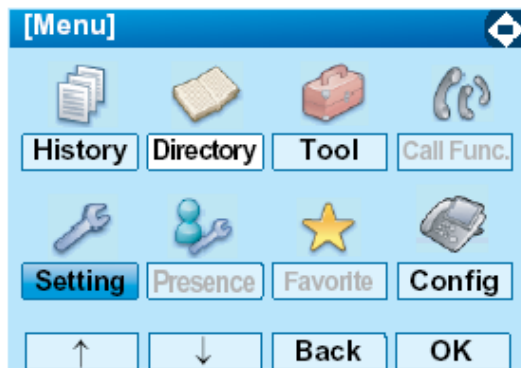 [Menu]
History Directory Tool Call Func.
Setting Presence Favorite Config
↑ ↓ Back OK